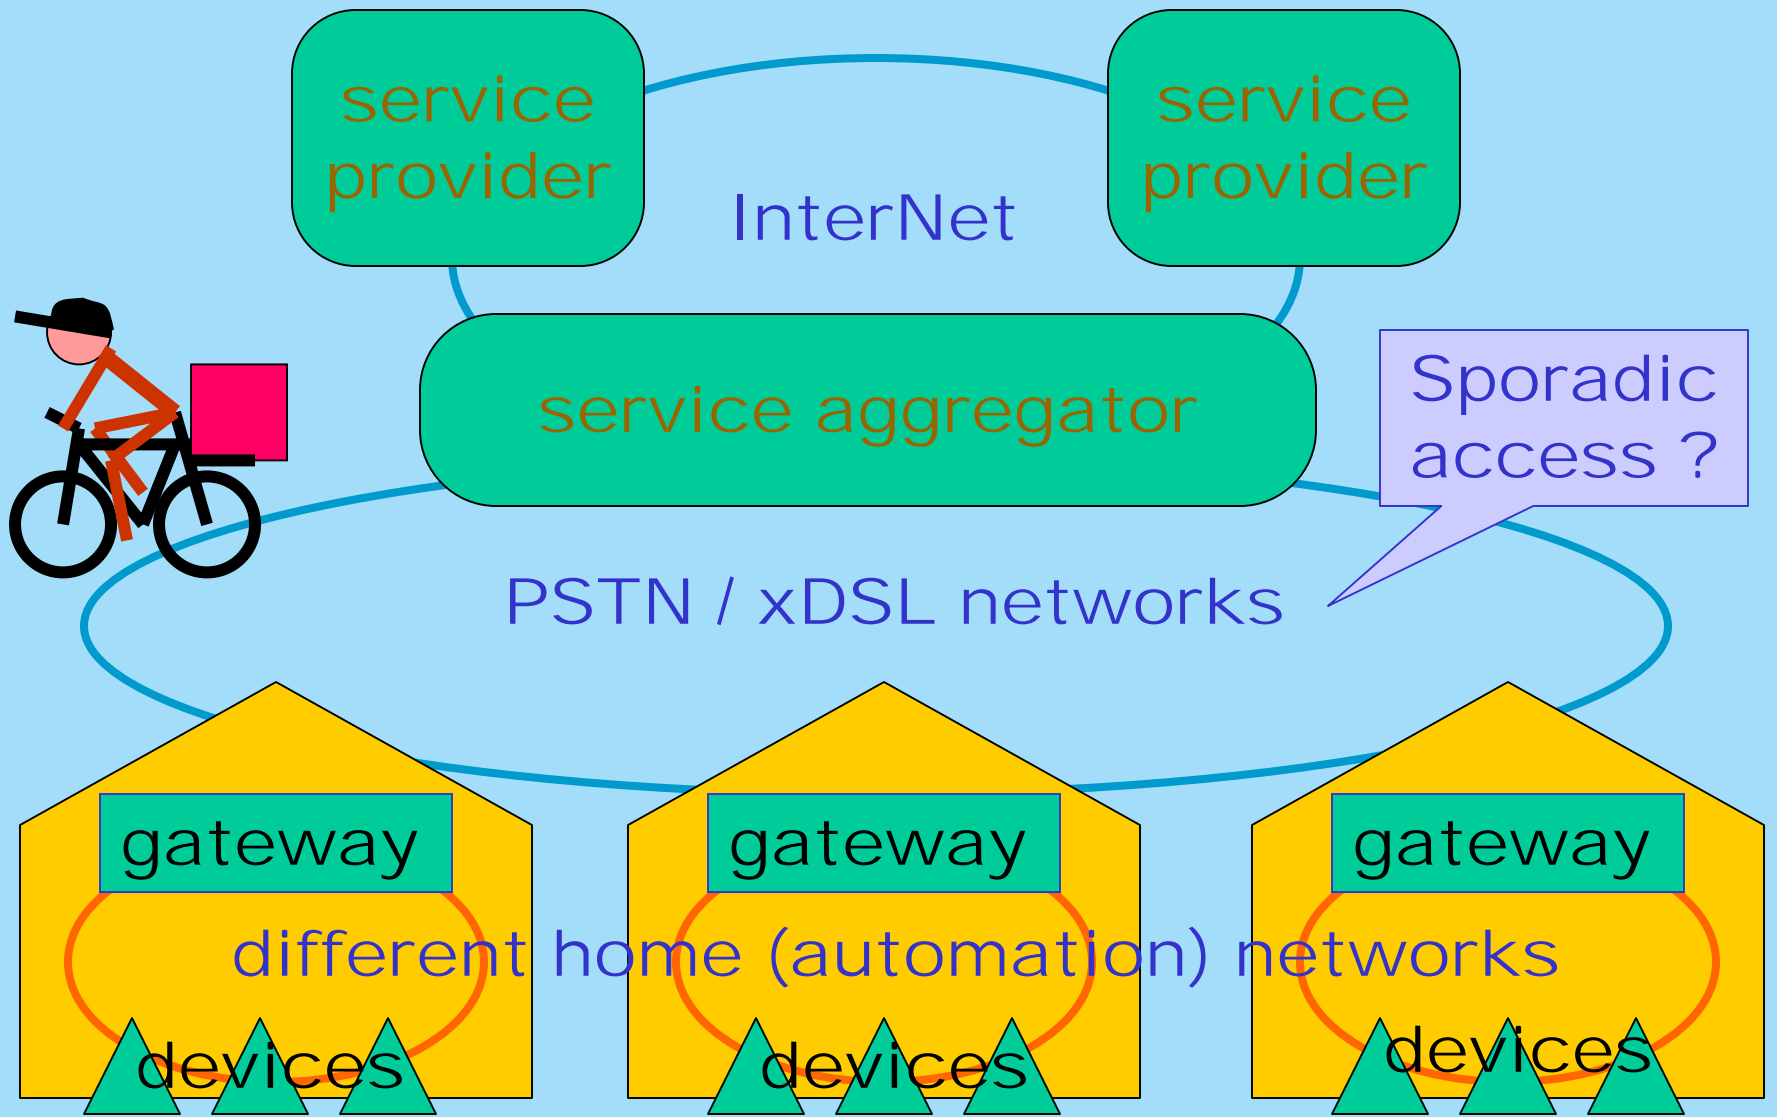 service
provider
service
provider
InterNet
service aggregator
Sporadic
access ?
PSTN / xDSL networks
gateway
gateway
gateway
different home (automation) networks
devices
devices
devices